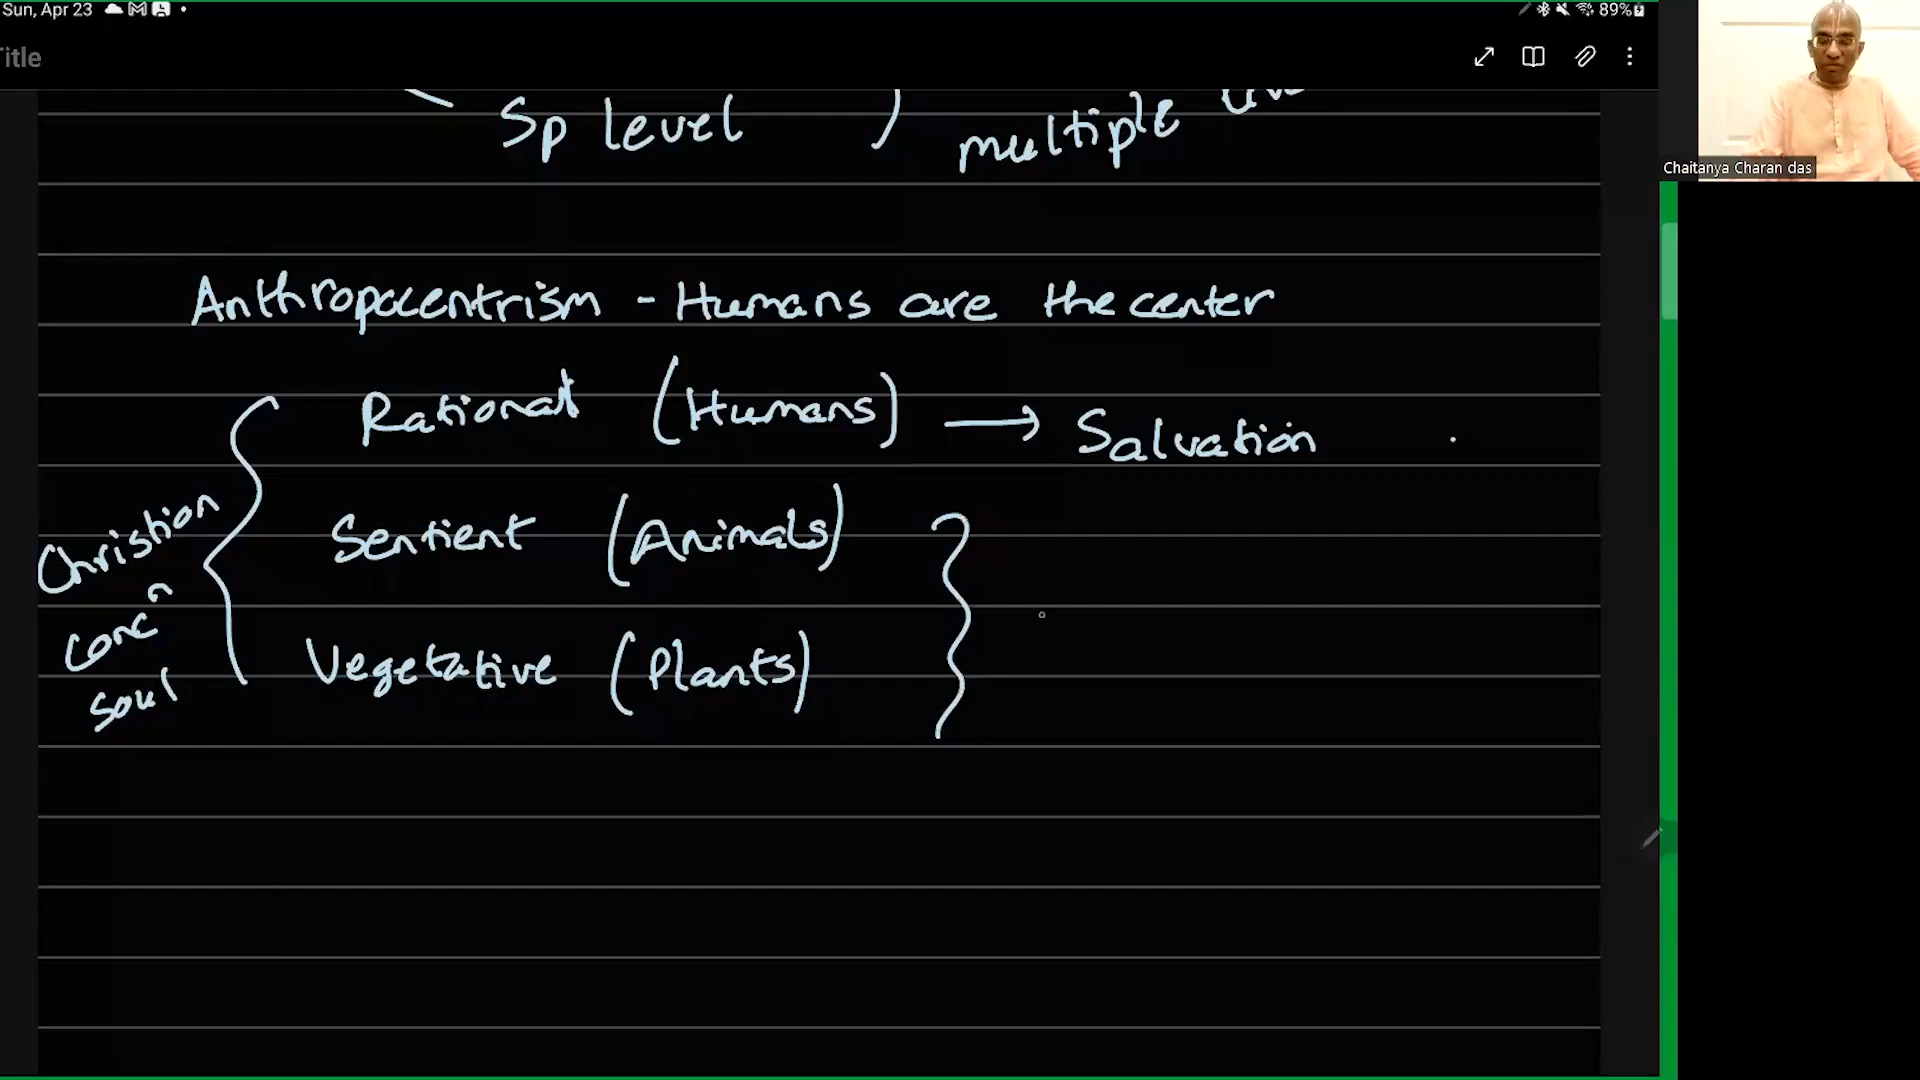 Sun, Apr 23
89%
Title
Sp level
multiple
Anthropocentrism - Humans are the center
Rational (Humans) → Salvation
Sentient (Animals)
Vegetative (Plants)
Christian
concn
soul
Chaitanya Charan das